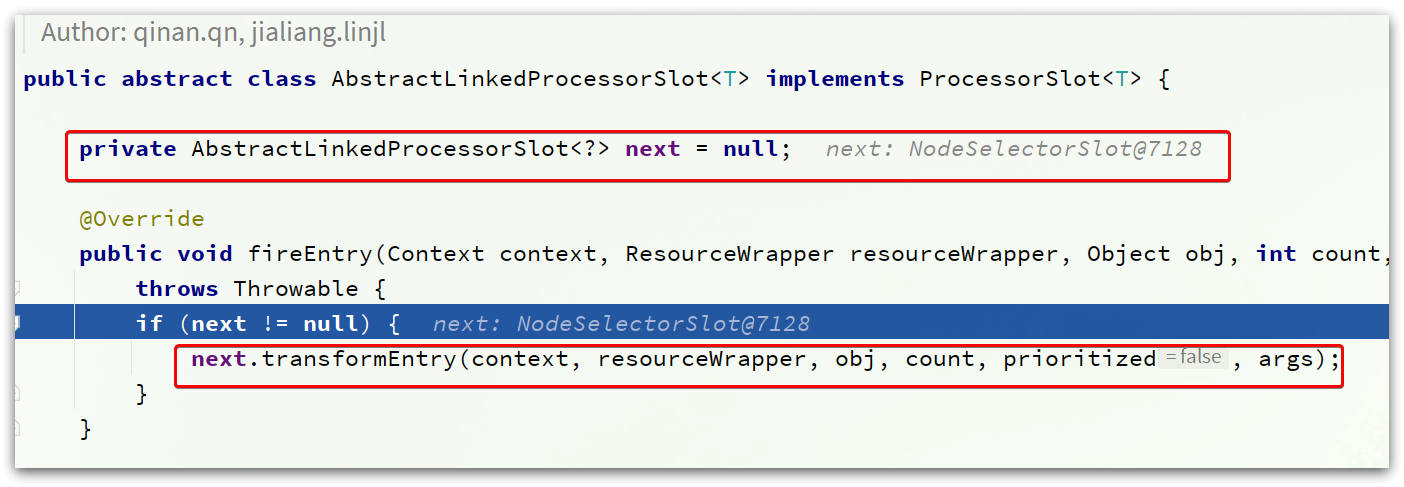 Author: qinan.qn, jialiang.linjl
public abstract class AbstractLinkedProcessorSlot<T> implements ProcessorSlot<T> {
private AbstractLinkedProcessorSlot<?> next = null; next: NodeSelectorSlot@7128
@Override
public void fireEntry(Context context, ResourceWrapper resourceWrapper, Object obj, int count,
throws Throwable {
if (next != null) { next: NodeSelectorSlot@7128
next.transformEntry(context, resourceWrapper, obj, count, prioritized =false , args);
}
}